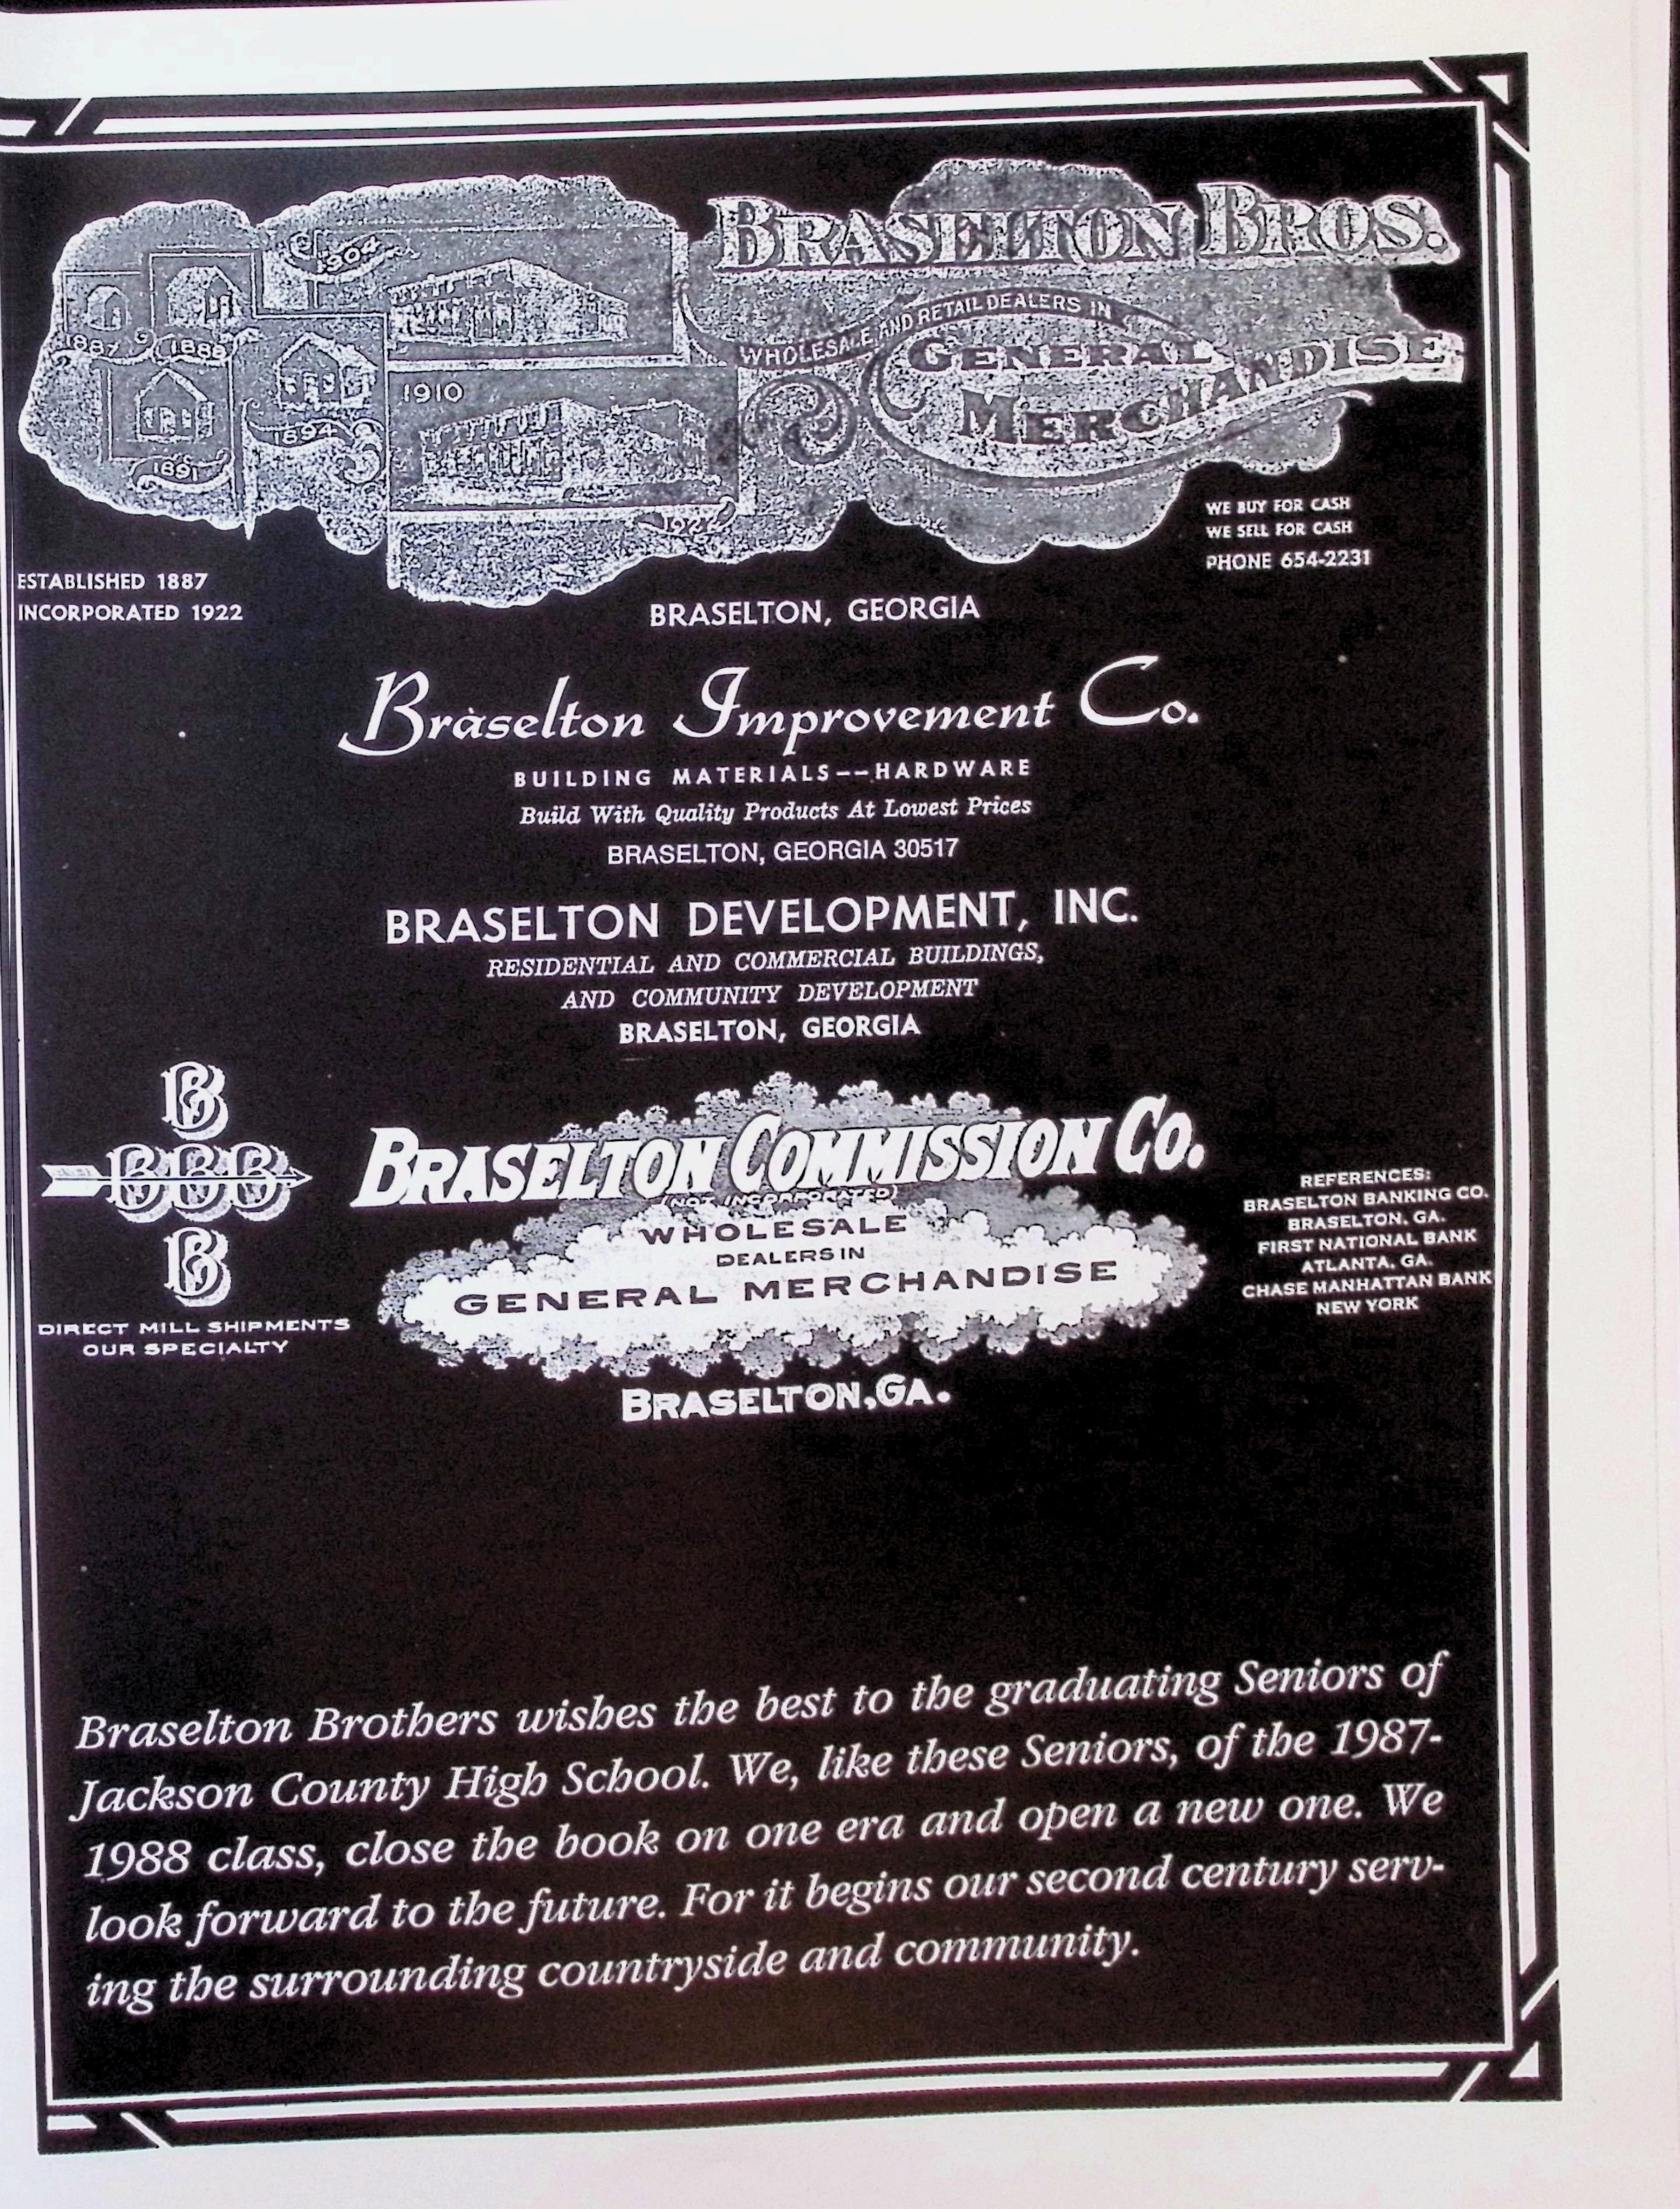 BRASELTON BROS.
WHOLESALE AND RETAIL DEALERS IN
GENERAL
MERCHANDISE
1904
1887
1888
1910
1894
1891
WE BUY FOR CASH
WE SELL FOR CASH
PHONE 654-2231
ESTABLISHED 1887
INCORPORATED 1922
BRASELTON, GEORGIA
Braselton Improvement Co.
BUILDING MATERIALS--HARDWARE
Build With Quality Products At Lowest Prices
BRASELTON, GEORGIA 30517
BRASELTON DEVELOPMENT, INC.
RESIDENTIAL AND COMMERCIAL BUILDINGS,
AND COMMUNITY DEVELOPMENT
BRASELTON, GEORGIA
B
BBB
B
DIRECT MILL SHIPMENTS
OUR SPECIALTY
BRASELTON COMMISSION CO.
(NOT INCORPORATED)
WHOLESALE
DEALERS IN
GENERAL MERCHANDISE
BRASELTON, GA.
REFERENCES:
BRASELTON BANKING CO.
BRASELTON, GA.
FIRST NATIONAL BANK
ATLANTA, GA.
CHASE MANHATTAN BANK
NEW YORK
Braselton Brothers wishes the best to the graduating Seniors of
Jackson County High School. We, like these Seniors, of the 1987-
1988 class, close the book on one era and open a new one. We
look forward to the future. For it begins our second century serv-
ing the surrounding countryside and community.